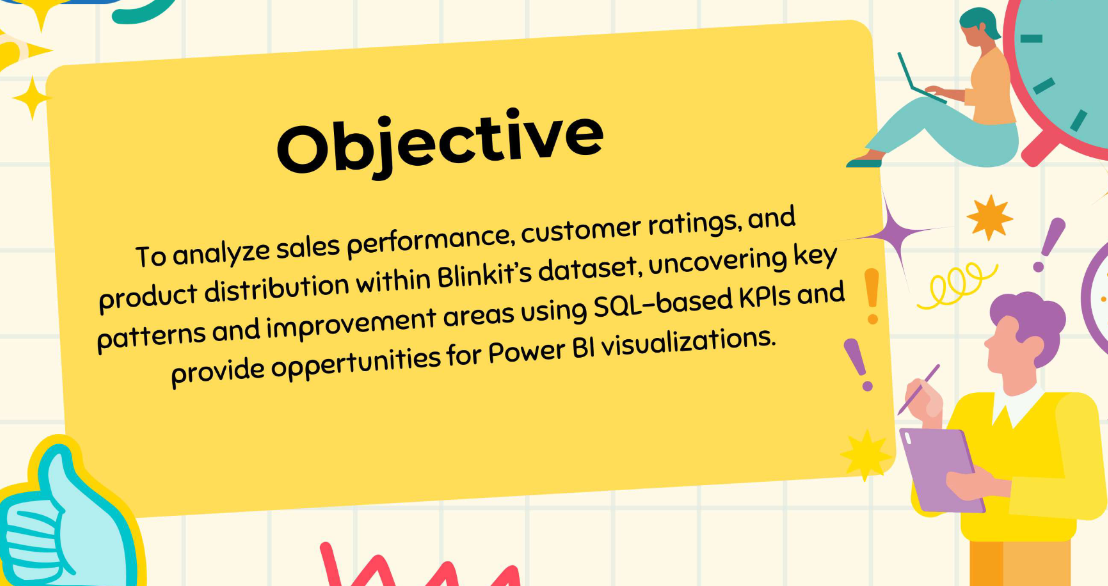 Objective
To analyze sales performance, customer ratings, and
product distribution within Blinkit's dataset, uncovering key
patterns and improvement areas using SQL-based KPIs and
provide oppertunities for Power BI visualizations.